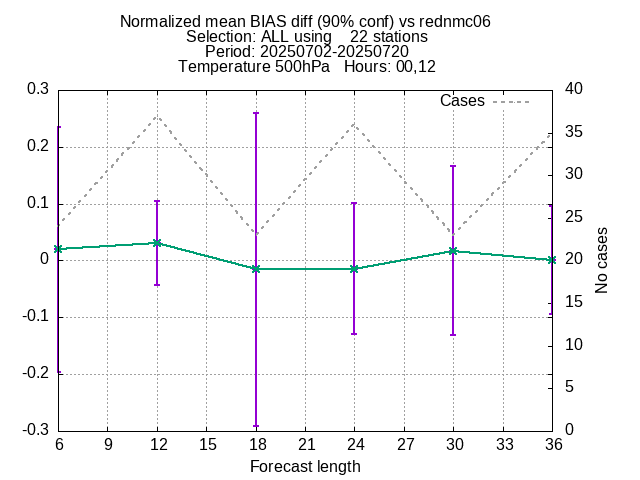 Normalized mean BIAS diff (90% conf) vs rednmc06
Selection: ALL using    22 stations
Period: 20250702-20250720
Temperature 500hPa   Hours: 00,12
Cases
0.3
0.2
0.1
0
-0.1
-0.2
-0.3
40
35
30
25
20
15
10
5
0
No cases
6 9 12 15 18 21 24 27 30 33 36
Forecast length